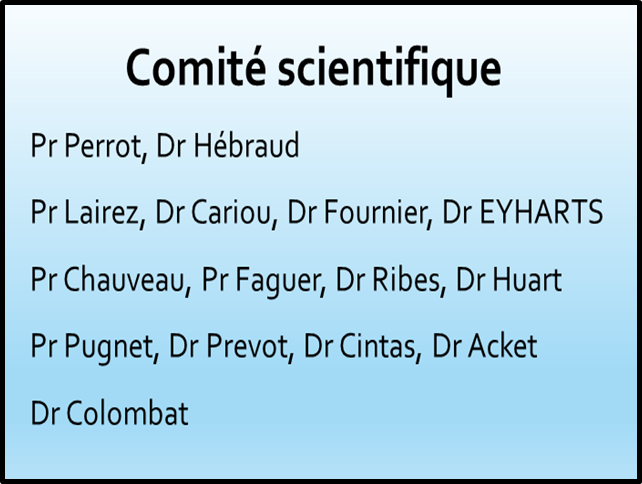 Comité scientifique
Pr Perrot, Dr Hébraud
Pr Lairez, Dr Cariou, Dr Fournier, Dr EYHARTS
Pr Chauveau, Pr Faguer, Dr Ribes, Dr Huart
Pr Pugnet, Dr Prevot, Dr Cintas, Dr Acket
Dr Colombat